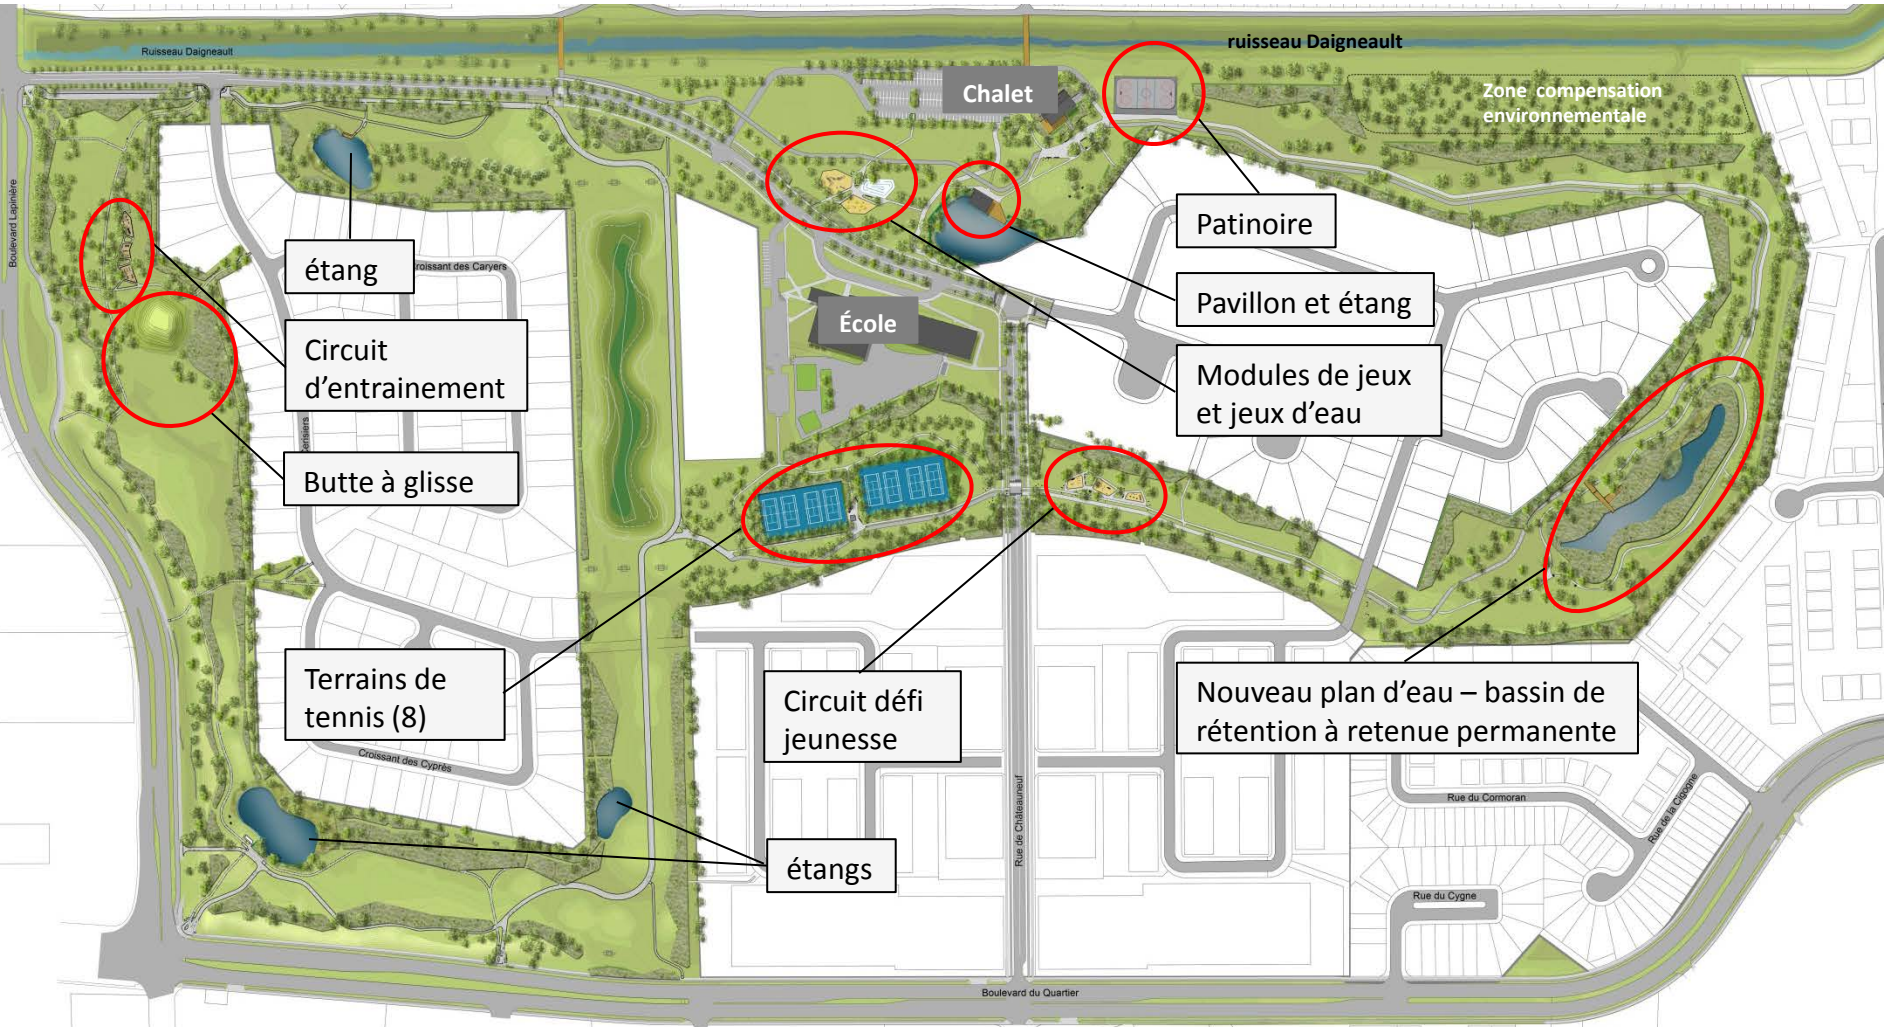 Ruisseau Daigneault
ruisseau Daigneault
Chalet
Zone compensation
environnementale
Boulevard Lapinière
Patinoire
étang
Croissant des Caryers
Pavillon et étang
École
Circuit
d'entrainement
Modules de jeux
et jeux d'eau
Cerisiers
Butte à glisse
Terrains de
tennis (8)
Circuit défi
jeunesse
Nouveau plan d'eau – bassin de
rétention à retenue permanente
Croissant des Cyprès
Rue de Châteauneuf
Rue du Cormoran
Rue de la Cigogne
étangs
Rue du Cygne
Boulevard du Quartier